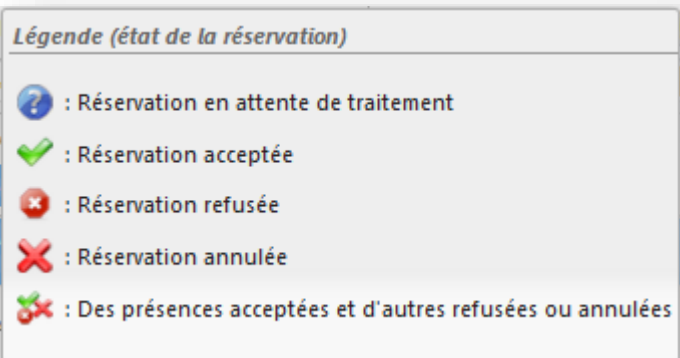 Légende (état de la réservation)
: Réservation en attente de traitement
: Réservation acceptée
: Réservation refusée
: Réservation annulée
: Des présences acceptées et d'autres refusées ou annulées